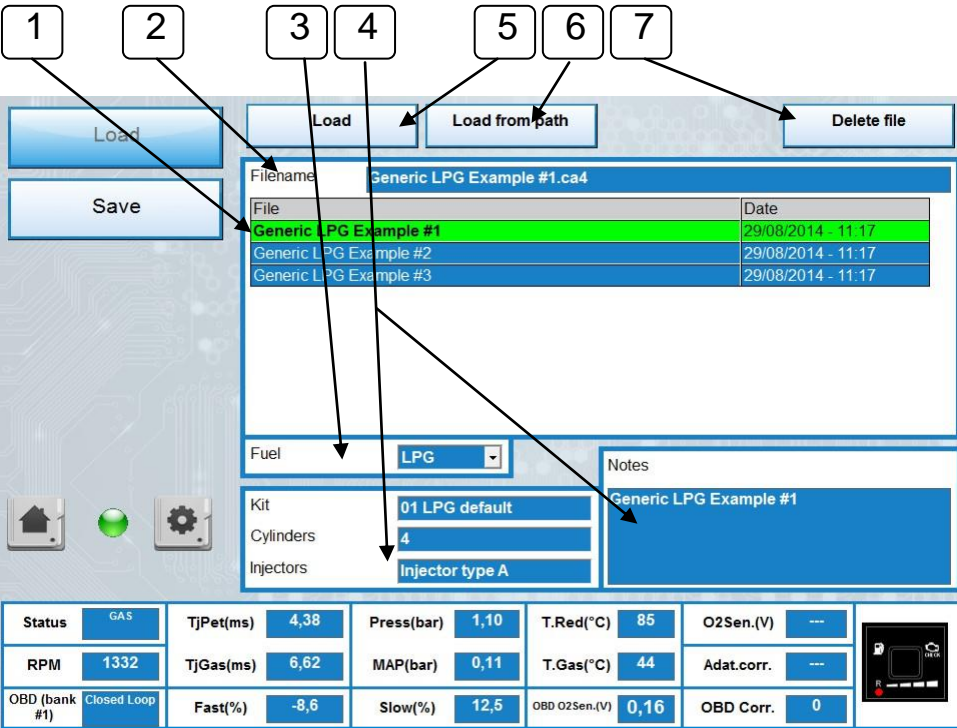 1 2 3 4 5 6 7
Load Load Load from path Delete file
Save
Filename Generic LPG Example #1.ca4
File Date
Generic LPG Example #1 29/08/2014 - 11:17
Generic LPG Example #2 29/08/2014 - 11:17
Generic LPG Example #3 29/08/2014 - 11:17
Fuel LPG
Notes
Generic LPG Example #1
Kit 01 LPG default
Cylinders 4
Injectors Injector type A
Status GAS TjPet(ms) 4,38 Press(bar) 1,10 T.Red(°C) 85 O2Sen.(V) ---
RPM 1332 TjGas(ms) 6,62 MAP(bar) 0,11 T.Gas(°C) 44 Adat.corr. ---
OBD (bank #1) Closed Loop Fast(%) -8,6 Slow(%) 12,5 OBD O2Sen.(V) 0,16 OBD Corr. 0
CHECK
R